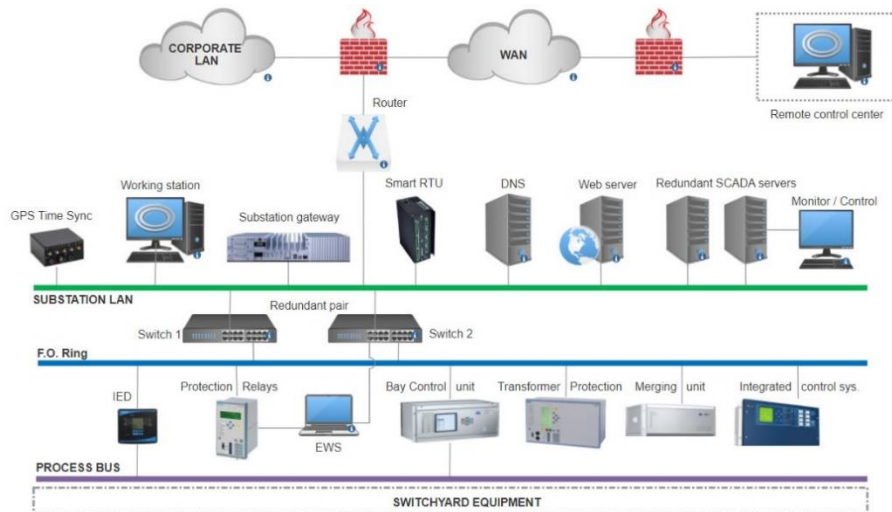 CORPORATE
LAN
WAN
Router
Remote control center
GPS Time Sync
Working station
Substation gateway
Smart RTU
DNS
Web server
Redundant SCADA servers
Monitor / Control
SUBSTATION LAN
Redundant pair
Switch 1
Switch 2
F.O. Ring
IED
Protection Relays
EWS
Bay Control unit
Transformer Protection
Merging unit
Integrated control sys.
PROCESS BUS
SWITCHYARD EQUIPMENT